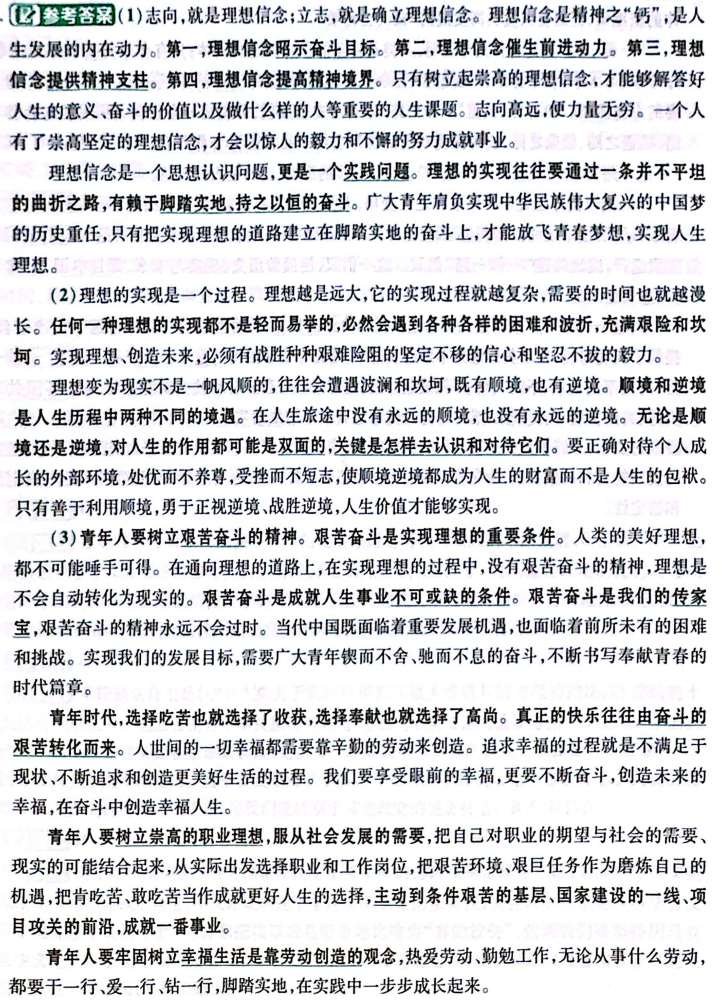 参考答案(1)志向,就是理想信念;立志,就是确立理想信念。理想信念是精神之“钙”,是人
生发展的内在动力。第一,理想信念昭示奋斗目标。第二,理想信念催生前进动力。第三,理想
信念提供精神支柱。第四,理想信念提高精神境界。只有树立起崇高的理想信念,才能够解答好
人生的意义、奋斗的价值以及做什么样的人等重要的人生课题。志向高远,便力量无穷。一个人
有了崇高坚定的理想信念,才会以惊人的毅力和不懈的努力成就事业。
理想信念是一个思想认识问题,更是一个实践问题。理想的实现往往要通过一条并不平坦
的曲折之路,有赖于脚踏实地、持之以恒的奋斗。广大青年肩负实现中华民族伟大复兴的中国梦
的历史重任,只有把实现理想的道路建立在脚踏实地的奋斗上,才能放飞青春梦想,实现人生
理想。
(2)理想的实现是一个过程。理想越是远大,它的实现过程就越复杂,需要的时间也就越漫
长。任何一种理想的实现都不是轻而易举的,必然会遇到各种各样的困难和波折,充满艰险和坎
坷。实现理想、创造未来,必须有战胜种种艰难险阻的坚定不移的信心和坚忍不拔的毅力。
理想变为现实不是一帆风顺的,往往会遭遇波澜和坎坷,既有顺境,也有逆境。顺境和逆境
是人生历程中两种不同的境遇。在人生旅途中没有永远的顺境,也没有永远的逆境。无论是顺
境还是逆境,对人生的作用都可能是双面的,关键是怎样去认识和对待它们。要正确对待个人成
长的外部环境,处优而不养尊,受挫而不短志,使顺境逆境都成为人生的财富而不是人生的包袱。
只有善于利用顺境,勇于正视逆境、战胜逆境,人生价值才能够实现。
(3)青年人要树立艰苦奋斗的精神。艰苦奋斗是实现理想的重要条件。人类的美好理想,
都不可能唾手可得。在通向理想的道路上,在实现理想的过程中,没有艰苦奋斗的精神,理想是
不会自动转化为现实的。艰苦奋斗是成就人生事业不可或缺的条件。艰苦奋斗是我们的传家
宝,艰苦奋斗的精神永远不会过时。当代中国既面临着重要发展机遇,也面临着前所未有的困难
和挑战。实现我们的发展目标,需要广大青年锲而不舍、驰而不息的奋斗,不断书写奉献青春的
时代篇章。
青年时代,选择吃苦也就选择了收获,选择奉献也就选择了高尚。真正的快乐往往由奋斗的
艰苦转化而来。人世间的一切幸福都需要靠辛勤的劳动来创造。追求幸福的过程就是不满足于
现状、不断追求和创造更美好生活的过程。我们要享受眼前的幸福,更要不断奋斗,创造未来的
幸福,在奋斗中创造幸福人生。
青年人要树立崇高的职业理想,服从社会发展的需要,把自己对职业的期望与社会的需要、
现实的可能结合起来,从实际出发选择职业和工作岗位,把艰苦环境、艰巨任务作为磨炼自己的
机遇,把肯吃苦、敢吃苦当作成就更好人生的选择,主动到条件艰苦的基层、国家建设的一线、项
目攻关的前沿,成就一番事业。
青年人要牢固树立幸福生活是靠劳动创造的观念,热爱劳动、勤勉工作,无论从事什么劳动,
都要干一行、爱一行、钻一行,脚踏实地,在实践中一步步成长起来。